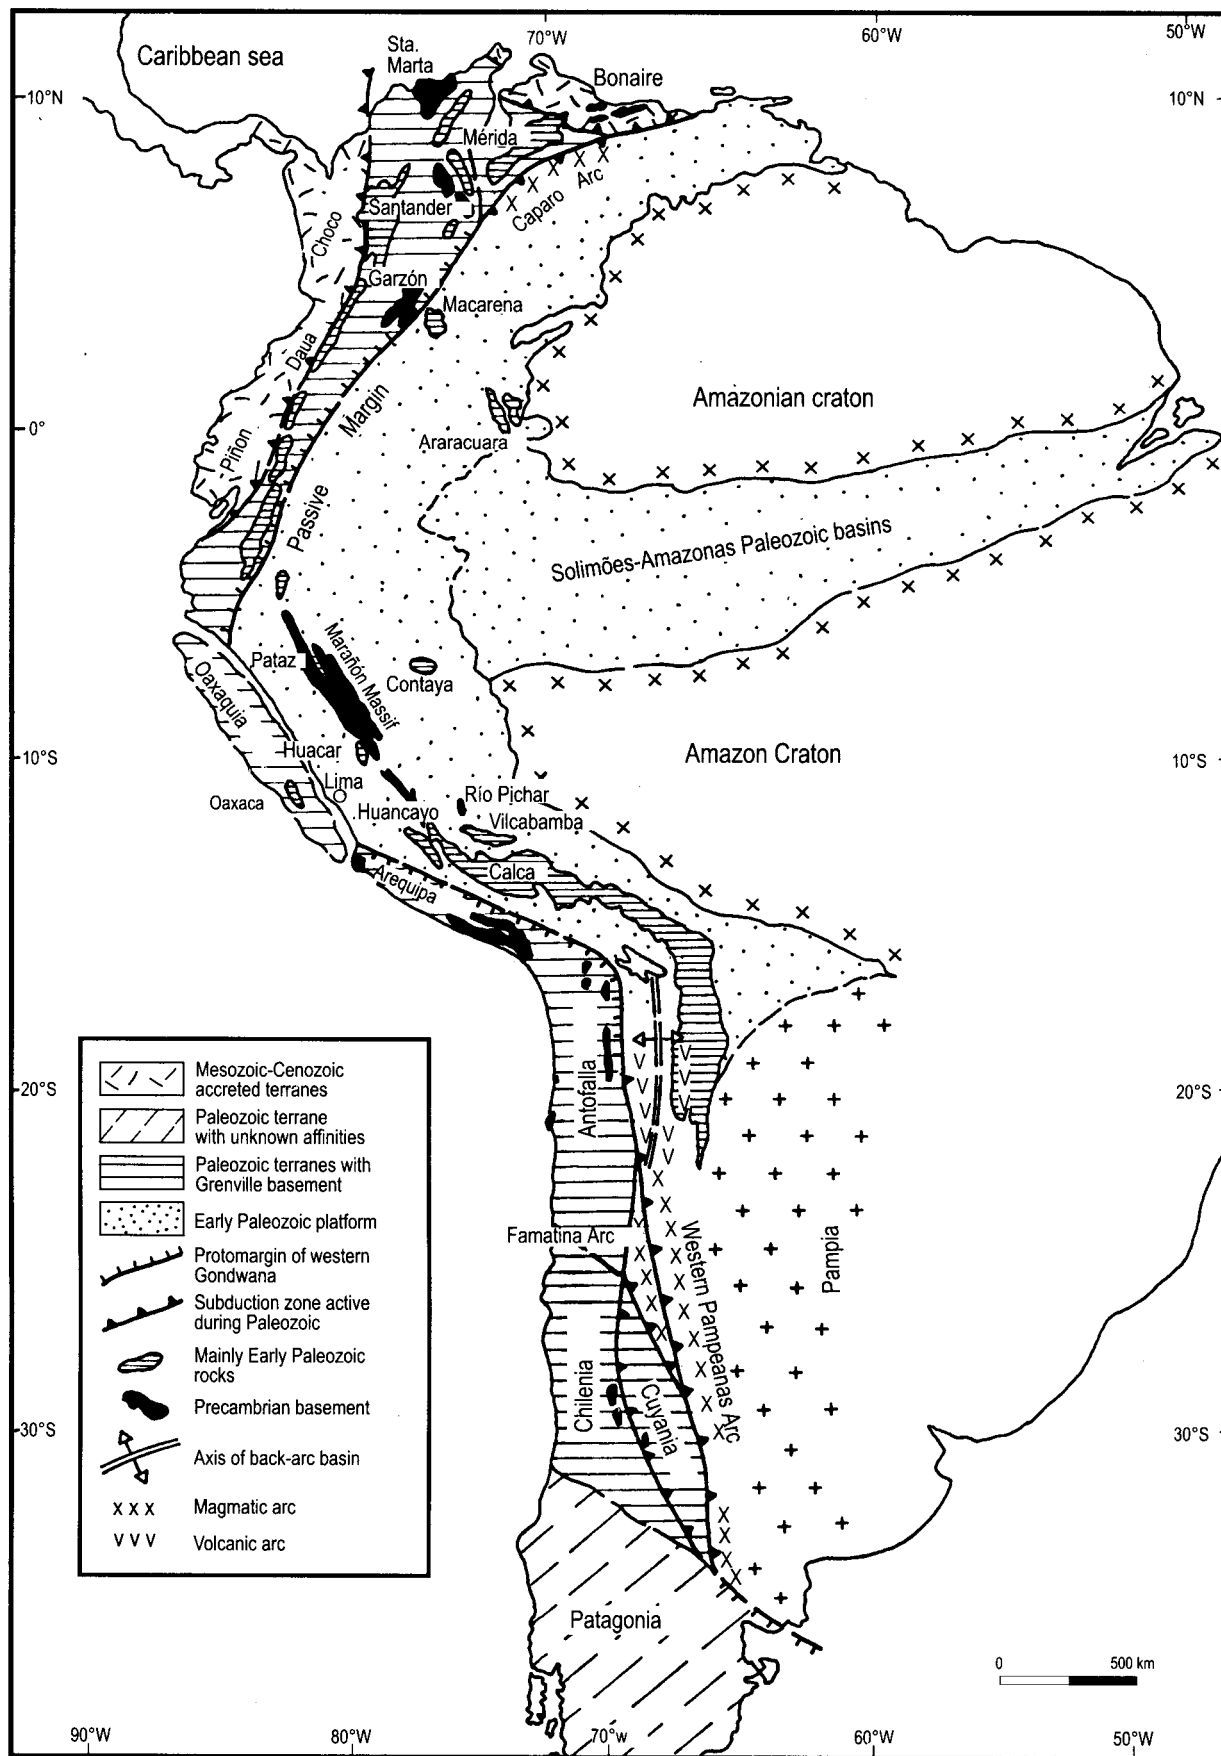 70°W
60°W
50°W
Caribbean sea
Sta.
Marta
Bonaire
10°N
10°N
Mérida
Caparo Arc
Santander
Choco
Garzón
Macarena
Daua
Margin
Amazonian craton
0°
Araracuara
Piñon
Passive
Solimões-Amazonas Paleozoic basins
Pataz
Marañón Massif
Contaya
Oaxaquia
Huacar
Amazon Craton
10°S
10°S
Lima
Oaxaca
Río Pichar
Huancayo
Vilcabamba
Calca
Arequipa
Antofalla
20°S
20°S
Famatina Arc
Western Pampeanas Arc
Pampia
Chilenia
Cuyania
30°S
30°S
Patagonia
Mesozoic-Cenozoic
accreted terranes
Paleozoic terrane
with unknown affinities
Paleozoic terranes with
Grenville basement
Early Paleozoic platform
Protomargin of western
Gondwana
Subduction zone active
during Paleozoic
Mainly Early Paleozoic
rocks
Precambrian basement
Axis of back-arc basin
x x x Magmatic arc
v v v Volcanic arc
0 500 km
90°W
80°W
70°W
60°W
50°W